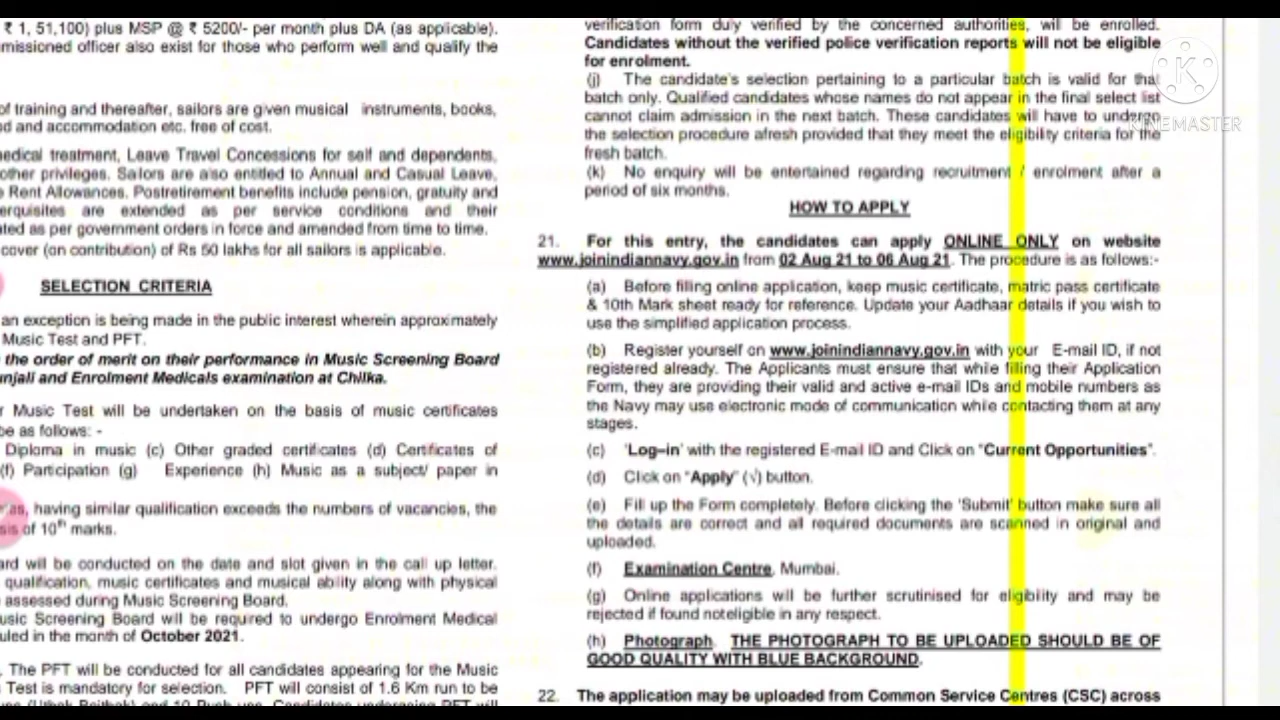 ₹ 1, 51,100) plus MSP @ ₹ 5200/- per month plus DA (as applicable).
mmissioned officer also exist for those who perform well and qualify the
of training and thereafter, sailors are given musical instruments, books,
d and accommodation etc. free of cost.
medical treatment, Leave Travel Concessions for self and dependents,
other privileges. Sailors are also entitled to Annual and Casual Leave,
e Rent Allowances. Postretirement benefits include pension, gratuity and
erquisites are extended as per service conditions and their
ated as per government orders in force and amended from time to time.
cover (on contribution) of Rs 50 lakhs for all sailors is applicable.
SELECTION CRITERIA
an exception is being made in the public interest wherein approximately
Music Test and PFT.
the order of merit on their performance in Music Screening Board
unjali and Enrolment Medicals examination at Chilka.
r Music Test will be undertaken on the basis of music certificates
be as follows: -
Diploma in music (c) Other graded certificates (d) Certificates of
(f) Participation (g) Experience (h) Music as a subject/ paper in
as, having similar qualification exceeds the numbers of vacancies, the
sis of 10th marks.
ard will be conducted on the date and slot given in the call up letter.
qualification, music certificates and musical ability along with physical
assessed during Music Screening Board.
usic Screening Board will be required to undergo Enrolment Medical
uled in the month of October 2021.
. The PFT will be conducted for all candidates appearing for the Music
Test is mandatory for selection. PFT will consist of 1.6 Km run to be
verification form duly verified by the concerned authorities, will be enrolled.
Candidates without the verified police verification reports will not be eligible
for enrolment.
(j) The candidate's selection pertaining to a particular batch is valid for that
batch only. Qualified candidates whose names do not appear in the final select list
cannot claim admission in the next batch. These candidates will have to undergo
the selection procedure afresh provided that they meet the eligibility criteria for the
fresh batch.
(k) No enquiry will be entertained regarding recruitment / enrolment after a
period of six months.
HOW TO APPLY
21. For this entry, the candidates can apply ONLINE ONLY on website
www.joinindiannavy.gov.in from 02 Aug 21 to 06 Aug 21. The procedure is as follows:-
(a) Before filing online application, keep music certificate, matric pass certificate
& 10th Mark sheet ready for reference. Update your Aadhaar details if you wish to
use the simplified application process.
(b) Register yourself on www.joinindiannavy.gov.in with your E-mail ID, if not
registered already. The Applicants must ensure that while filling their Application
Form, they are providing their valid and active e-mail IDs and mobile numbers as
the Navy may use electronic mode of communication while contacting them at any
stages.
(c) 'Log–in' with the registered E-mail ID and Click on "Current Opportunities".
(d) Click on "Apply" (√) button.
(e) Fill up the Form completely. Before clicking the 'Submit' button make sure all
the details are correct and all required documents are scanned in original and
uploaded.
(f) Examination Centre. Mumbai.
(g) Online applications will be further scrutinised for eligibility and may be
rejected if found noteligible in any respect.
(h) Photograph. THE PHOTOGRAPH TO BE UPLOADED SHOULD BE OF
GOOD QUALITY WITH BLUE BACKGROUND.
22. The application may be uploaded from Common Service Centres (CSC) across
K
KINEMASTER